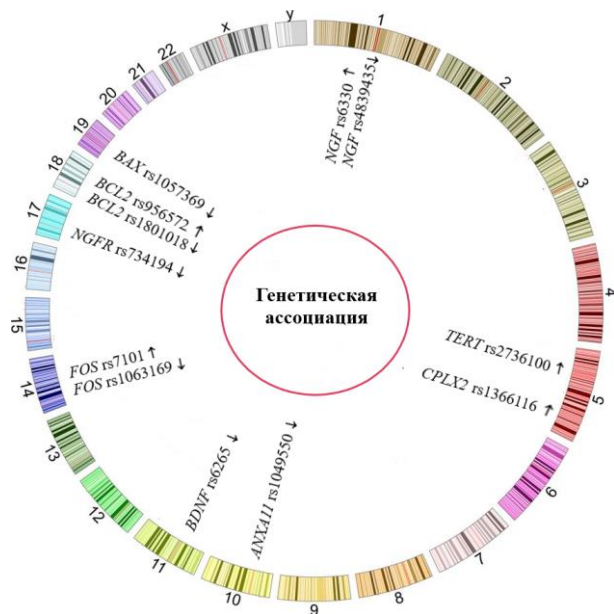 1
2
3
4
5
6
7
8
9
10
11
12
13
14
15
16
17
18
19
20
21
22
x
y
NGF rs6330 ↑
NGF rs4839435↓
TERT rs2736100 ↑
CPLX2 rs1366116 ↑
ANXA11 rs1049550 ↓
BDNF rs6265 ↓
FOS rs7101 ↑
FOS rs1063169 ↓
NGFR rs734194 ↓
BCL2 rs1801018 ↓
BCL2 rs956572 ↑
BAX rs1057369 ↓
Генетическая
ассоциация